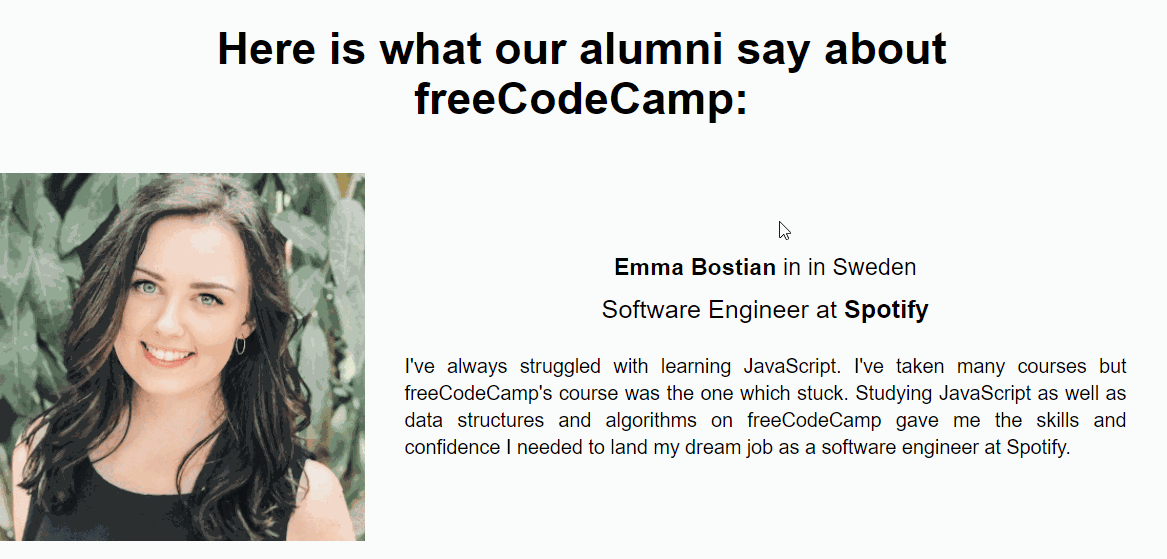 Here is what our alumni say about
freeCodeCamp:
Emma Bostian in in Sweden
Software Engineer at Spotify
I've always struggled with learning JavaScript. I've taken many courses but
freeCodeCamp's course was the one which stuck. Studying JavaScript as well as
data structures and algorithms on freeCodeCamp gave me the skills and
confidence I needed to land my dream job as a software engineer at Spotify.